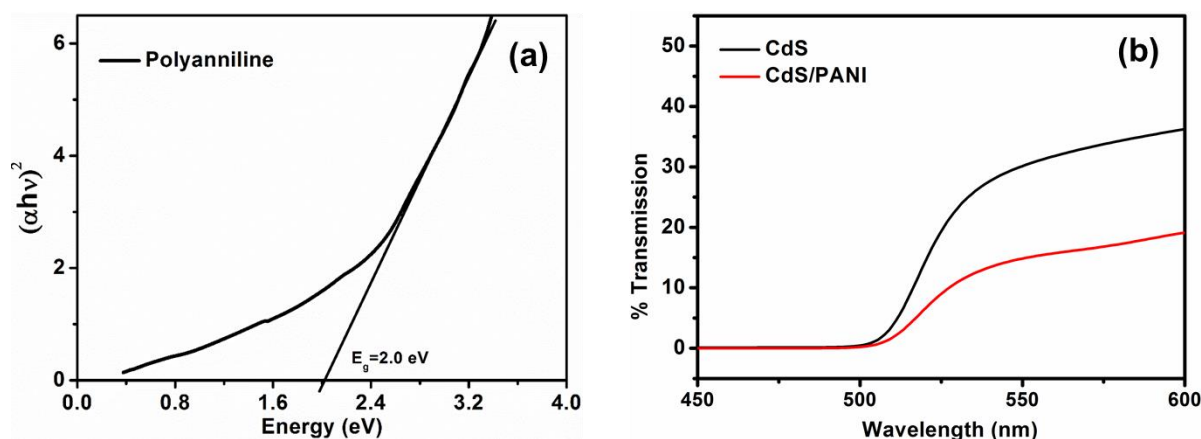 (a)
Polyanniline
(αhν)²
6
4
2
0
E_g=2.0 eV
0.0 0.8 1.6 2.4 3.2 4.0
Energy (eV)
(b)
CdS
CdS/PANI
% Transmission
50
40
30
20
10
0
450 500 550 600
Wavelength (nm)